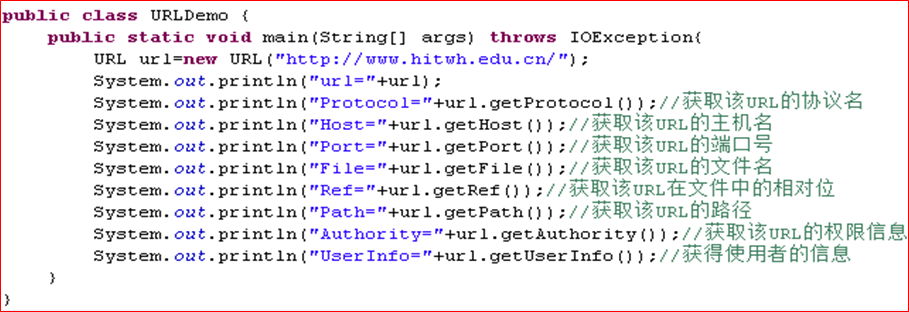 public class URLDemo {
public static void main(String[] args) throws IOException{
URL url=new URL("http://www.hitwh.edu.cn/");
System.out.println("url="+url);
System.out.println("Protocol="+url.getProtocol());//获取该URL的协议名
System.out.println("Host="+url.getHost());//获取该URL的主机名
System.out.println("Port="+url.getPort());//获取该URL的端口号
System.out.println("File="+url.getFile());//获取该URL的文件名
System.out.println("Ref="+url.getRef());//获取该URL在文件中的相对位
System.out.println("Path="+url.getPath());//获取该URL的路径
System.out.println("Authority="+url.getAuthority());//获取该URL的权限信息
System.out.println("UserInfo="+url.getUserInfo());//获得使用者的信息
}
}